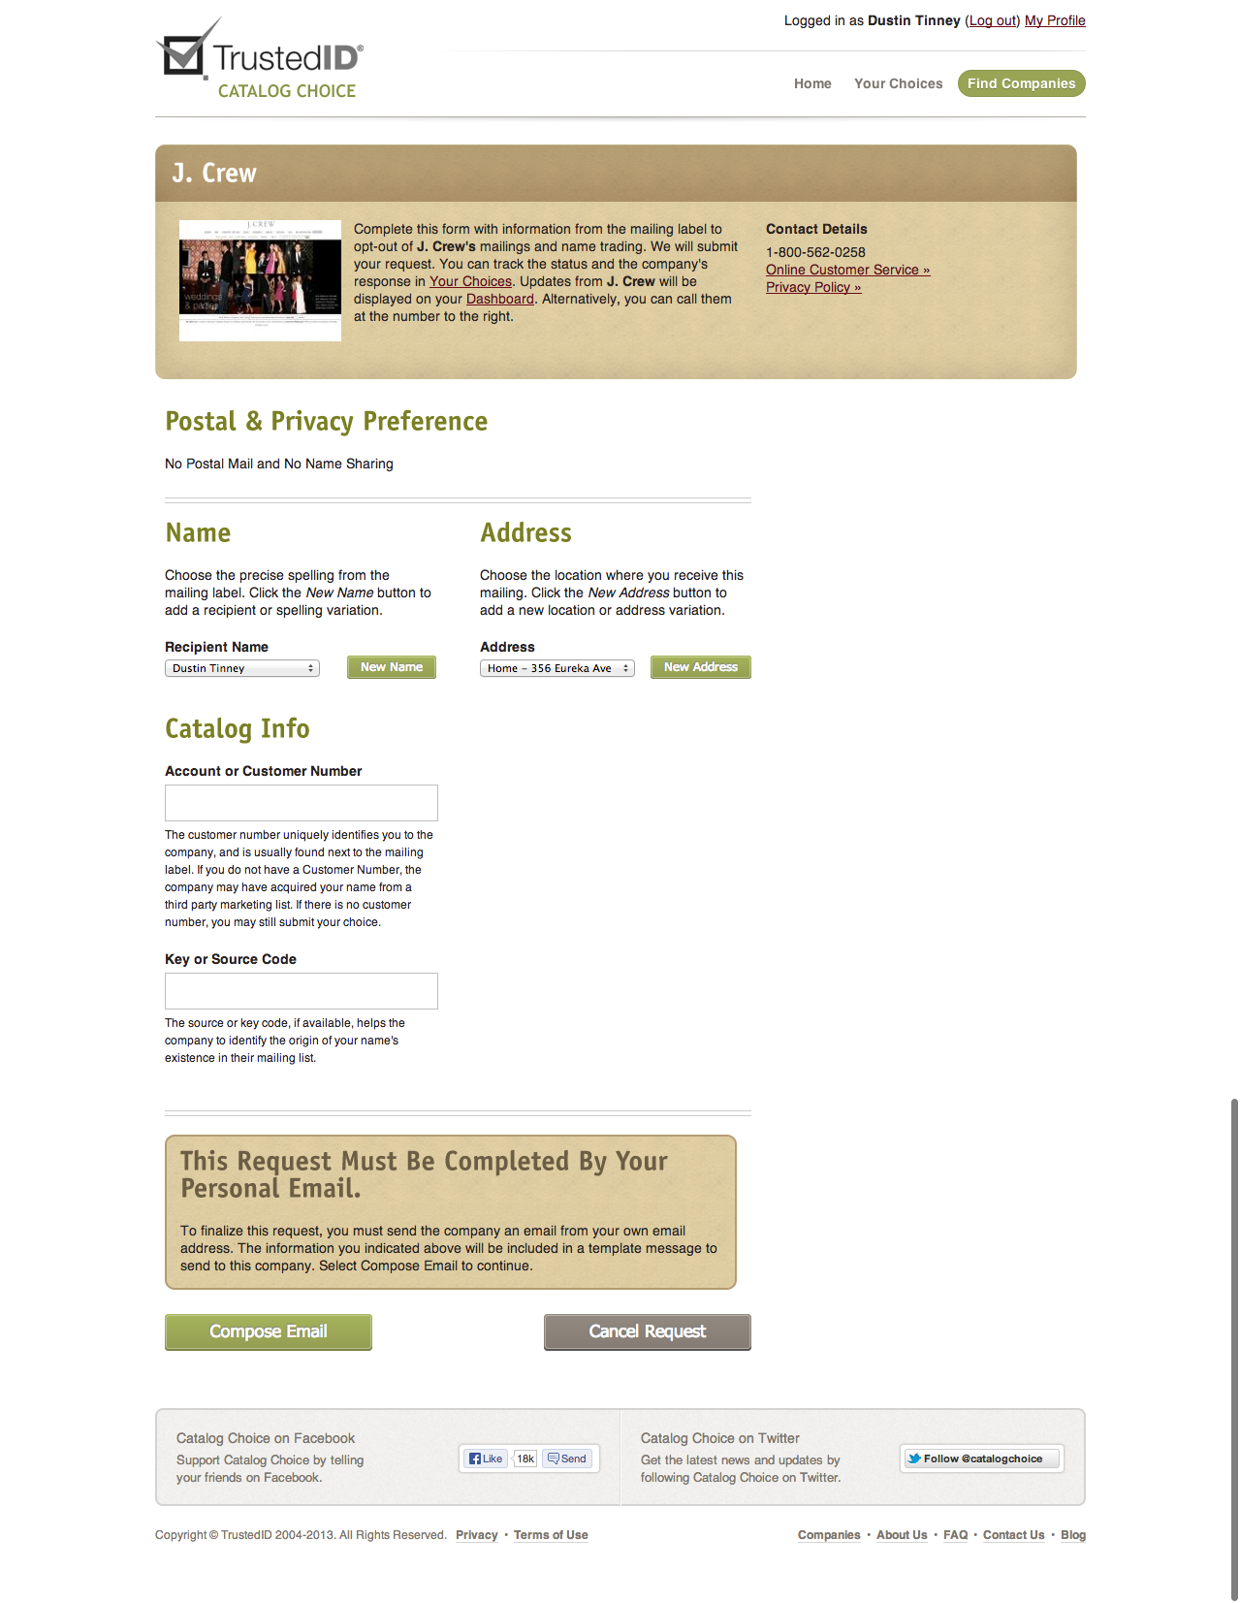 Logged in as Dustin Tinney (Log out) My Profile
TrustedID®
CATALOG CHOICE
Home Your Choices Find Companies
J. Crew
J.CREW
weddings
& parties
Complete this form with information from the mailing label to
opt-out of J. Crew's mailings and name trading. We will submit
your request. You can track the status and the company's
response in Your Choices. Updates from J. Crew will be
displayed on your Dashboard. Alternatively, you can call them
at the number to the right.
Contact Details
1-800-562-0258
Online Customer Service »
Privacy Policy »
Postal & Privacy Preference
No Postal Mail and No Name Sharing
Name
Choose the precise spelling from the
mailing label. Click the New Name button to
add a recipient or spelling variation.
Recipient Name
Dustin Tinney New Name
Address
Choose the location where you receive this
mailing. Click the New Address button to
add a new location or address variation.
Address
Home – 356 Eureka Ave New Address
Catalog Info
Account or Customer Number
The customer number uniquely identifies you to the
company, and is usually found next to the mailing
label. If you do not have a Customer Number, the
company may have acquired your name from a
third party marketing list. If there is no customer
number, you may still submit your choice.
Key or Source Code
The source or key code, if available, helps the
company to identify the origin of your name's
existence in their mailing list.
This Request Must Be Completed By Your
Personal Email.
To finalize this request, you must send the company an email from your own email
address. The information you indicated above will be included in a template message to
send to this company. Select Compose Email to continue.
Compose Email Cancel Request
Catalog Choice on Facebook
Support Catalog Choice by telling
your friends on Facebook.
Like 18k Send
Catalog Choice on Twitter
Get the latest news and updates by
following Catalog Choice on Twitter.
Follow @catalogchoice
Copyright © TrustedID 2004-2013. All Rights Reserved. Privacy • Terms of Use
Companies • About Us • FAQ • Contact Us • Blog